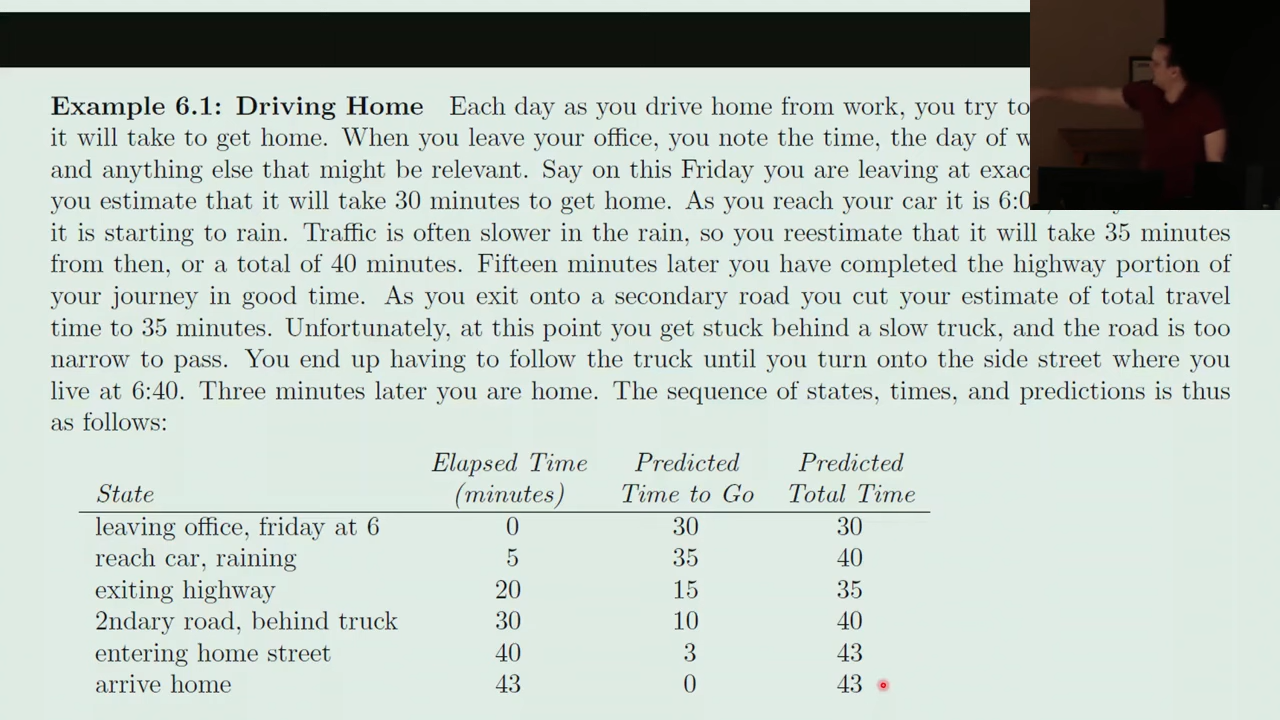 Example 6.1: Driving Home Each day as you drive home from work, you try to
it will take to get home. When you leave your office, you note the time, the day of
and anything else that might be relevant. Say on this Friday you are leaving at
you estimate that it will take 30 minutes to get home. As you reach your car it is
it is starting to rain. Traffic is often slower in the rain, so you reestimate that it will take 35 minutes
from then, or a total of 40 minutes. Fifteen minutes later you have completed the highway portion of
your journey in good time. As you exit onto a secondary road you cut your estimate of total travel
time to 35 minutes. Unfortunately, at this point you get stuck behind a slow truck, and the road is too
narrow to pass. You end up having to follow the truck until you turn onto the side street where you
live at 6:40. Three minutes later you are home. The sequence of states, times, and predictions is thus
as follows:
Elapsed Time Predicted Predicted
State (minutes) Time to Go Total Time
leaving office, friday at 6 0 30 30
reach car, raining 5 35 40
exiting highway 20 15 35
2ndary road, behind truck 30 10 40
entering home street 40 3 43
arrive home 43 0 43